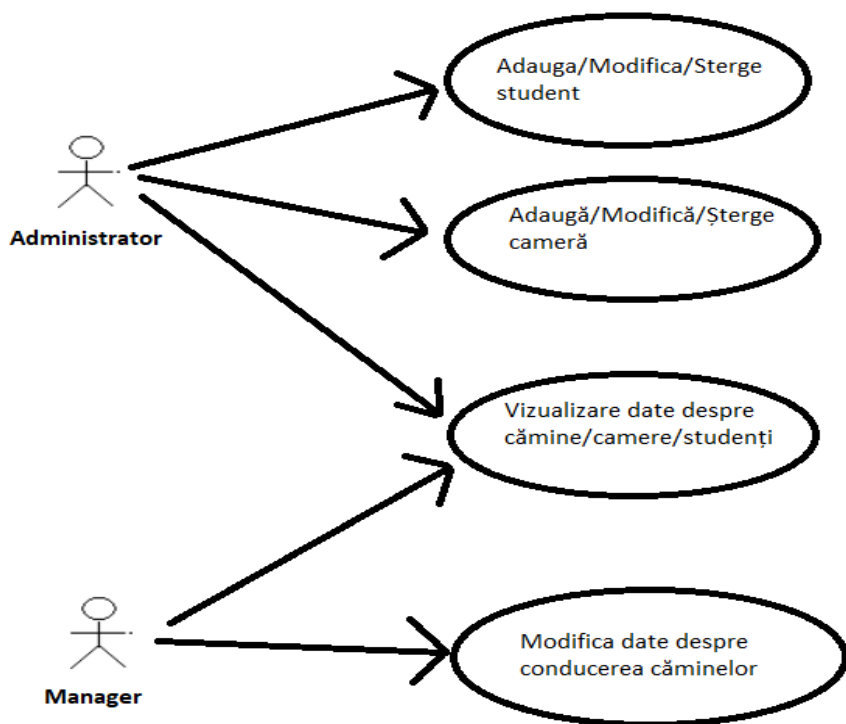 Adauga/Modifica/Sterge
student
Administrator
Adaugă/Modifică/Șterge
cameră
Vizualizare date despre
cămine/camere/studenți
Manager
Modifica date despre
conducerea căminelor